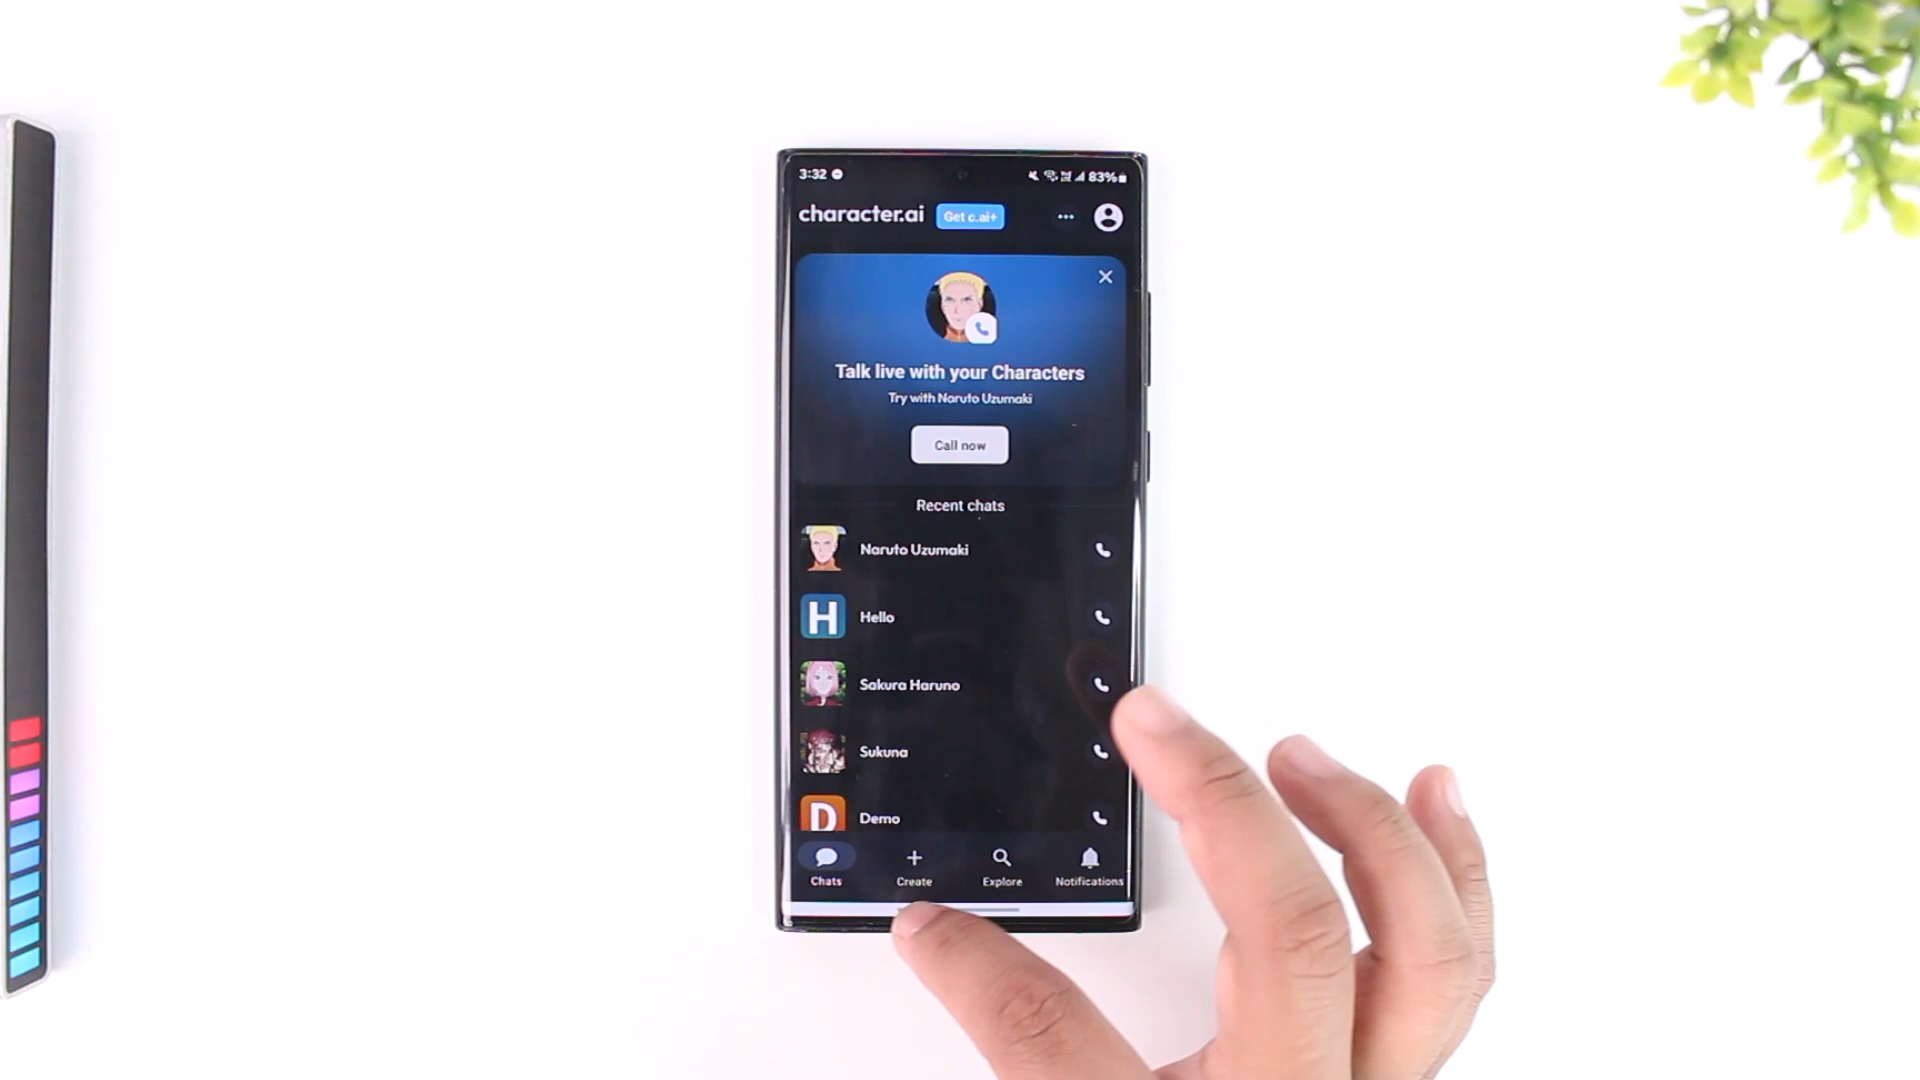 3:32
83%
character.ai
Get c.ai+
Talk live with your Characters
Try with Naruto Uzumaki
Call now
Recent chats
Naruto Uzumaki
H
Hello
Sakura Haruno
Sukuna
D
Demo
Chats
Create
Explore
Notifications